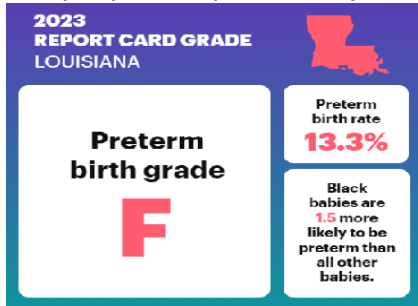 2023
REPORT CARD GRADE
LOUISIANA
Preterm
birth grade
F
Preterm
birth rate
13.3%
Black
babies are
1.5 more
likely to be
preterm than
all other
babies.